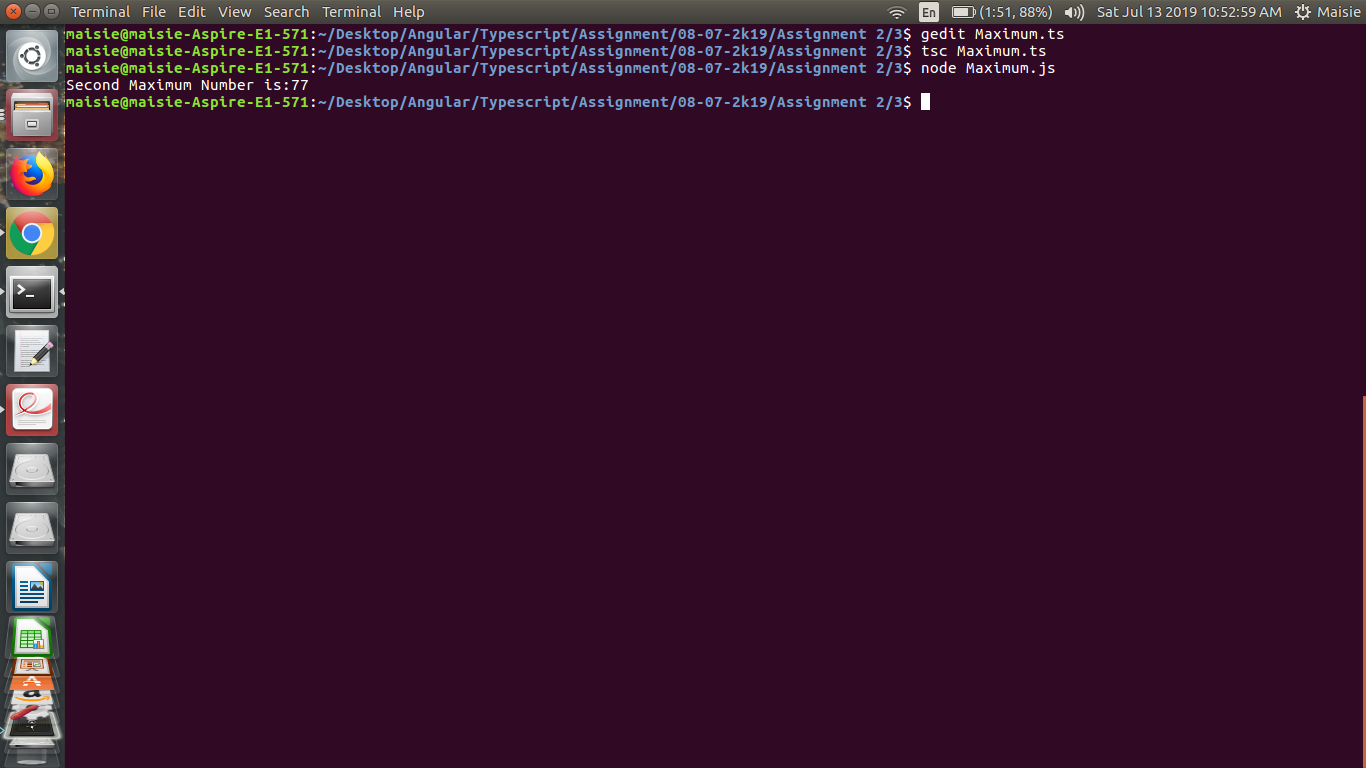 Terminal File Edit View Search Terminal Help En (1:51, 88%) Sat Jul 13 2019 10:52:59 AM Maisie
maisie@maisie-Aspire-E1-571:~/Desktop/Angular/Typescript/Assignment/08-07-2k19/Assignment 2/3$ gedit Maximum.ts
maisie@maisie-Aspire-E1-571:~/Desktop/Angular/Typescript/Assignment/08-07-2k19/Assignment 2/3$ tsc Maximum.ts
maisie@maisie-Aspire-E1-571:~/Desktop/Angular/Typescript/Assignment/08-07-2k19/Assignment 2/3$ node Maximum.js
Second Maximum Number is:77
maisie@maisie-Aspire-E1-571:~/Desktop/Angular/Typescript/Assignment/08-07-2k19/Assignment 2/3$